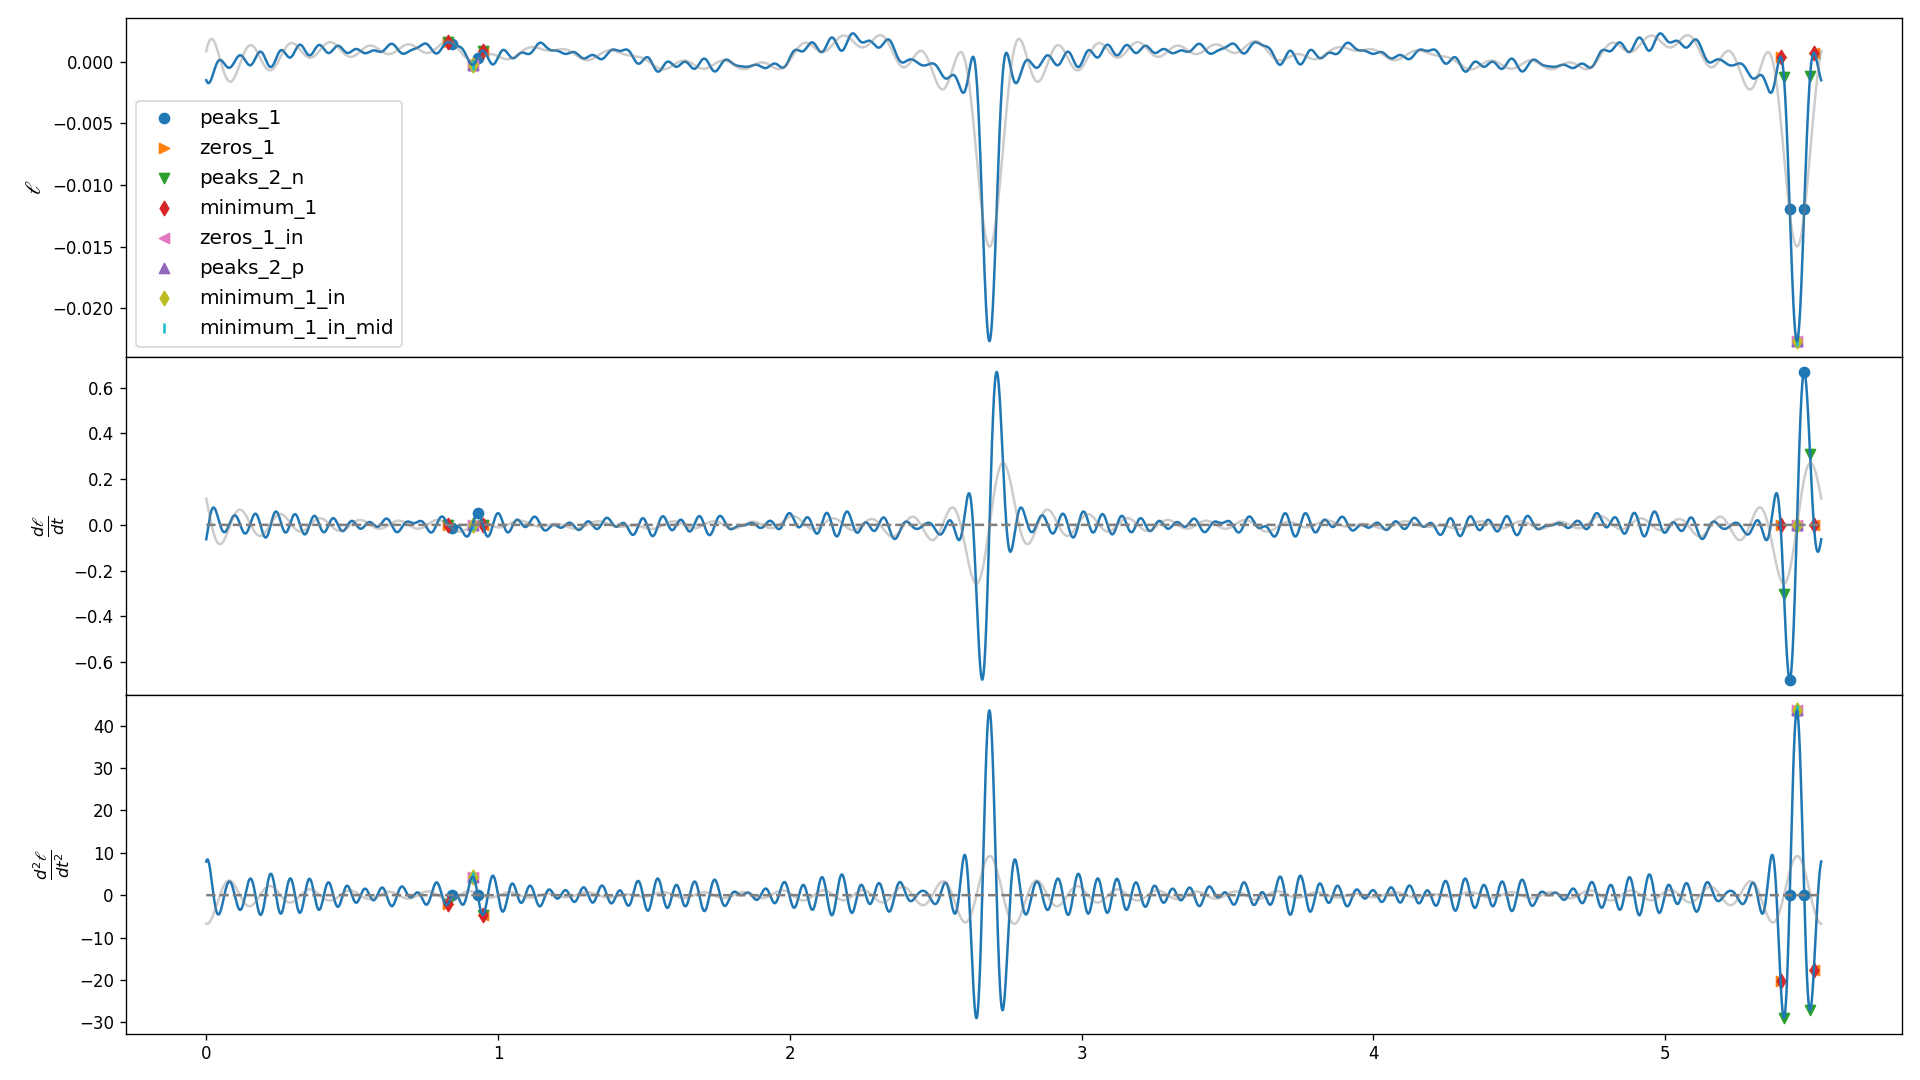 0.000
−0.005
−0.010
−0.015
−0.020
ℓ
peaks_1
zeros_1
peaks_2_n
minimum_1
zeros_1_in
peaks_2_p
minimum_1_in
minimum_1_in_mid
0.6
0.4
0.2
0.0
−0.2
−0.4
−0.6
dℓ
dt
40
30
20
10
0
−10
−20
−30
d²ℓ
dt²
0 1 2 3 4 5